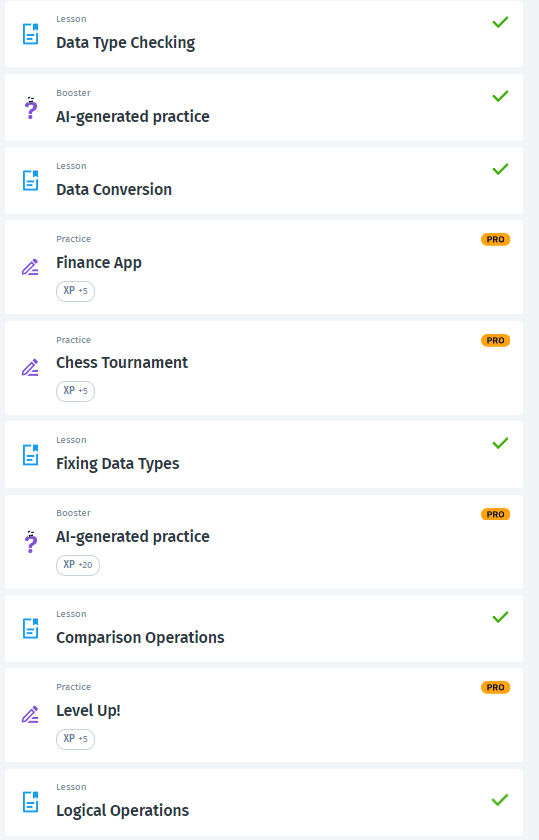 Lesson
Data Type Checking
Booster
AI-generated practice
Lesson
Data Conversion
Practice
PRO
Finance App
XP +5
Practice
PRO
Chess Tournament
XP +5
Lesson
Fixing Data Types
Booster
PRO
AI-generated practice
XP +20
Lesson
Comparison Operations
Practice
PRO
Level Up!
XP +5
Lesson
Logical Operations